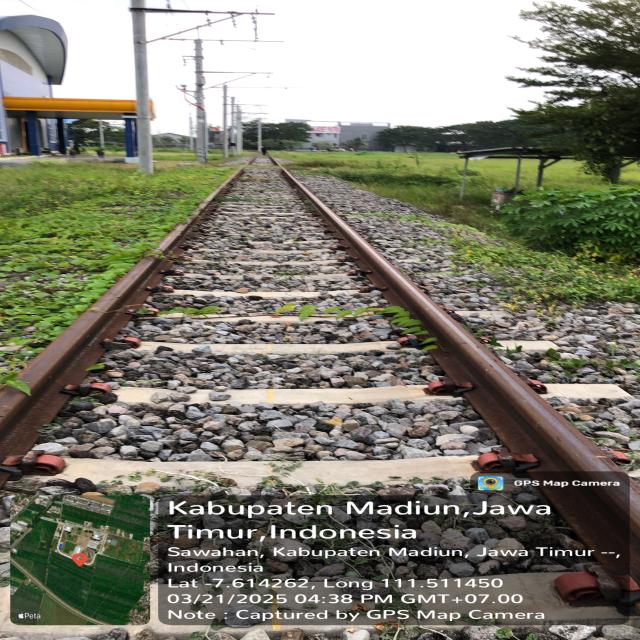 GPS Map Camera
Kabupaten Madiun,Jawa
Timur,Indonesia
Sawahan, Kabupaten Madiun, Jawa Timur --,
Indonesia
Lat -7.614262, Long 111.511450
03/21/2025 04:38 PM GMT+07.00
Note : Captured by GPS Map Camera
Peta